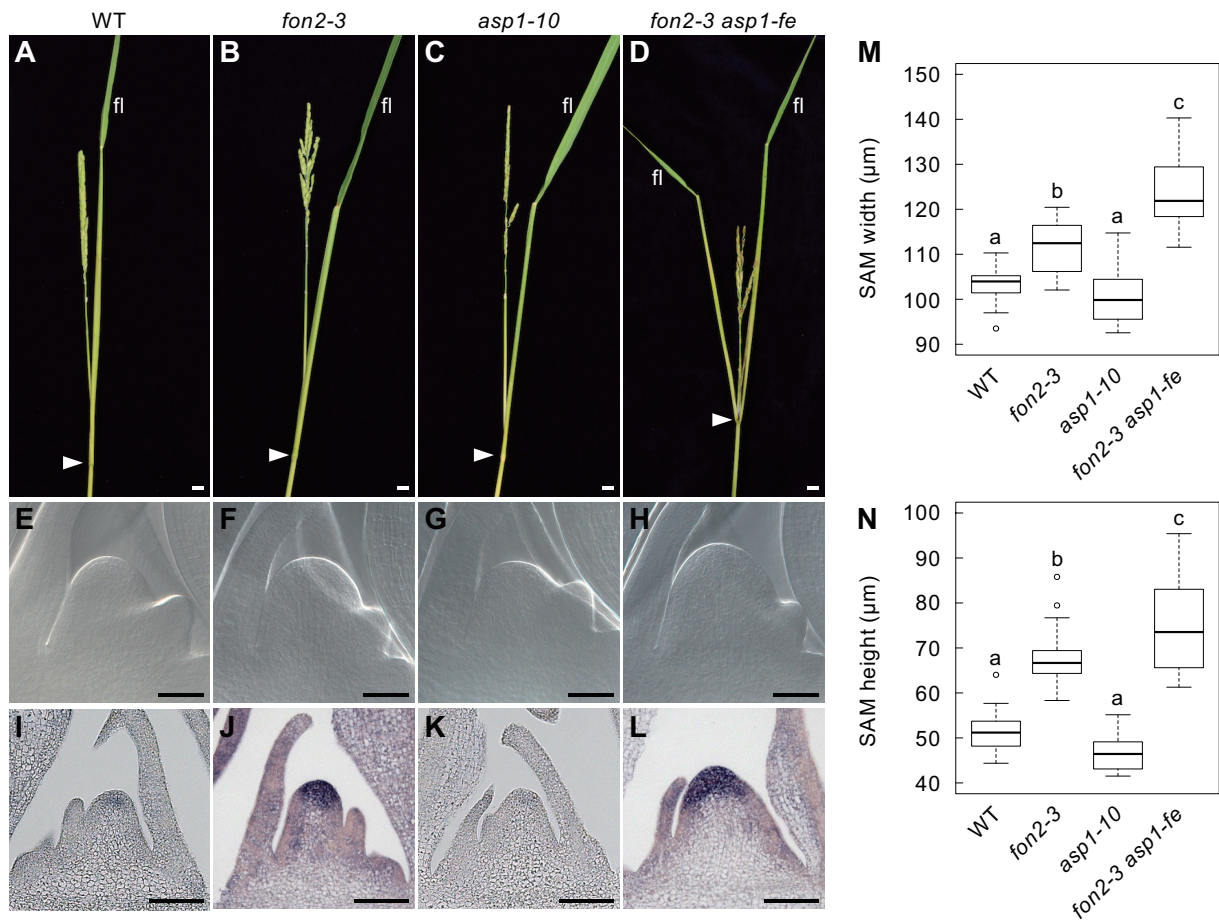 WT fon2-3 asp1-10 fon2-3 asp1-fe
A B C D
fl fl fl fl fl
E F G H
I J K L
M
SAM width (µm)
150
140
130
120
110
100
90
a b a c
WT fon2-3 asp1-10 fon2-3 asp1-fe
N
SAM height (µm)
100
90
80
70
60
50
40
a b a c
WT fon2-3 asp1-10 fon2-3 asp1-fe